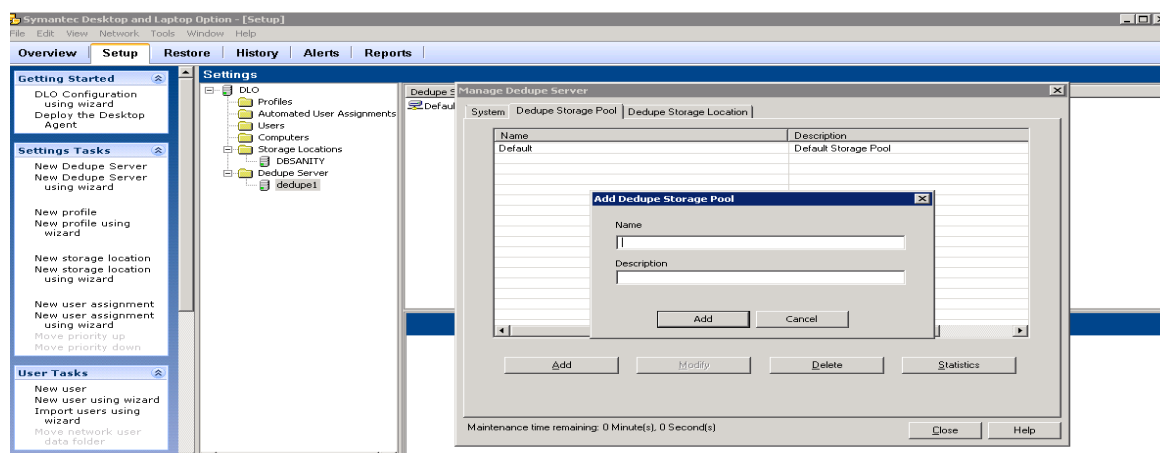 Symantec Desktop and Laptop Option - [Setup]
File Edit View Network Tools Window Help
Overview Setup Restore History Alerts Reports
Getting Started
DLO Configuration
using wizard
Deploy the Desktop
Agent
Settings Tasks
New Dedupe Server
New Dedupe Server
using wizard
New profile
New profile using
wizard
New storage location
New storage location
using wizard
New user assignment
New user assignment
using wizard
Move priority up
Move priority down
User Tasks
New user
New user using wizard
Import users using
wizard
Move network user
data folder
Settings
DLO
Profiles
Automated User Assignments
Users
Computers
Storage Locations
DBSANITY
Dedupe Server
dedupe1
Dedupe S
Defaul
Manage Dedupe Server
System Dedupe Storage Pool Dedupe Storage Location
Name Description
Default Default Storage Pool
Add Dedupe Storage Pool
Name
Description
Add Cancel
Add Modify Delete Statistics
Maintenance time remaining: 0 Minute(s), 0 Second(s)
Close Help